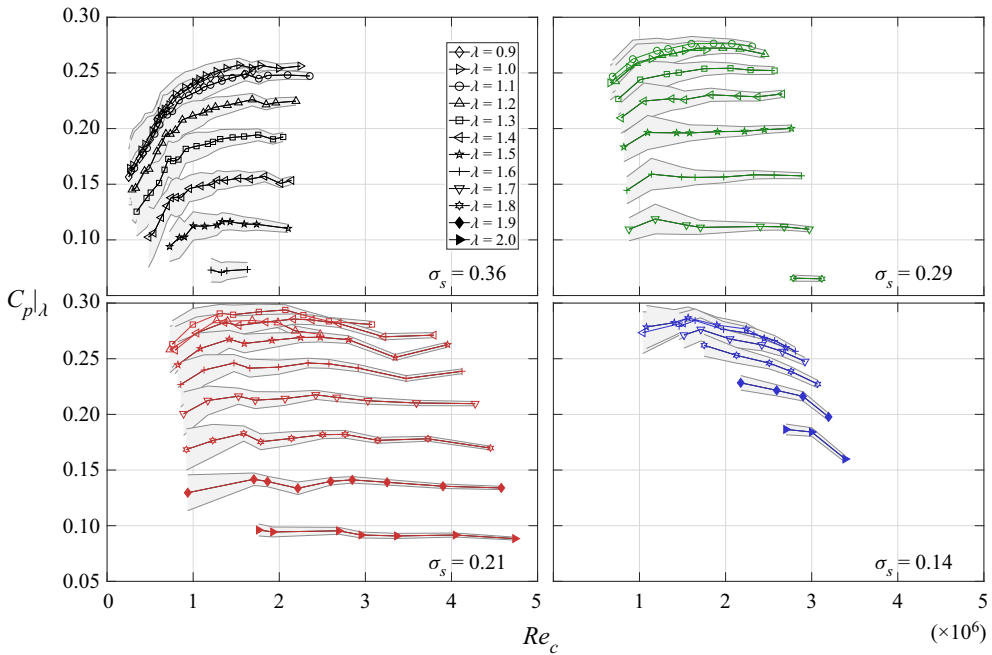 0.30
0.25
0.20
0.15
0.10
λ = 0.9
λ = 1.0
λ = 1.1
λ = 1.2
λ = 1.3
λ = 1.4
λ = 1.5
λ = 1.6
λ = 1.7
λ = 1.8
λ = 1.9
λ = 2.0
σs = 0.36
σs = 0.29
Cp|λ
0.30
0.25
0.20
0.15
0.10
0.05
σs = 0.21
σs = 0.14
0 1 2 3 4 5
1 2 3 4 5
Rec
(×10⁶)